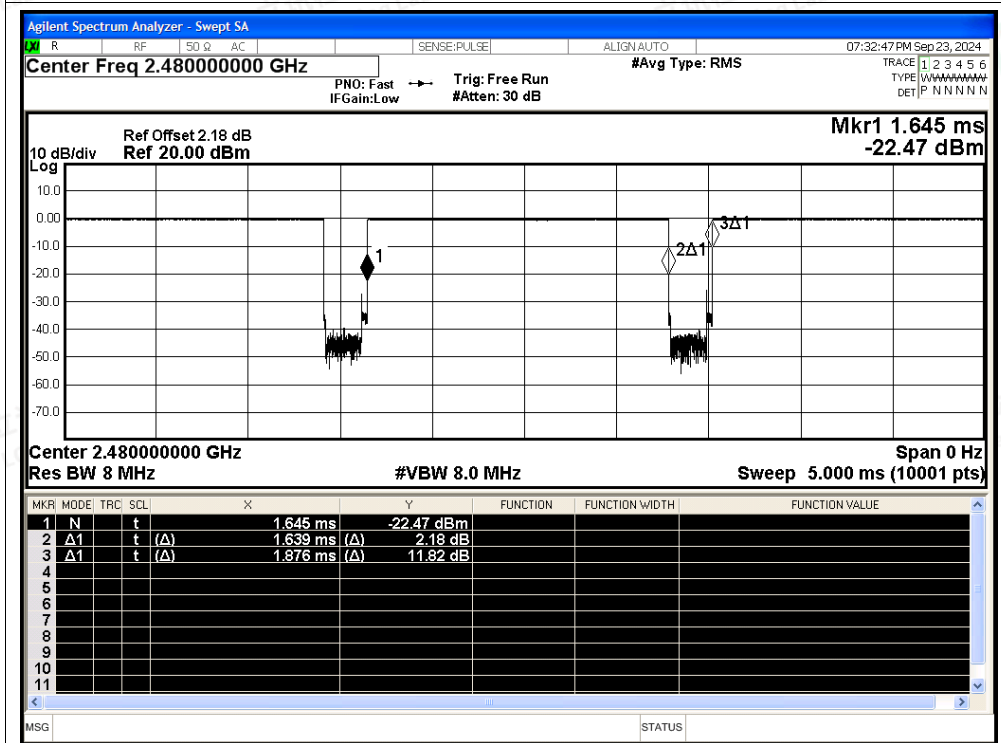 Agilent Spectrum Analyzer - Swept SA
LXI R RF 50 Ω AC SENSE:PULSE ALIGN AUTO 07:32:47 PM Sep 23, 2024
Center Freq 2.480000000 GHz #Avg Type: RMS TRACE 1 2 3 4 5 6
PNO: Fast Trig: Free Run TYPE
IFGain:Low #Atten: 30 dB DET P N N N N N
Mkr1 1.645 ms
Ref Offset 2.18 dB
10 dB/div Ref 20.00 dBm -22.47 dBm
Log
10.0
0.00
3Δ1
-10.0
1 2Δ1
-20.0
-30.0
-40.0
-50.0
-60.0
-70.0
Center 2.480000000 GHz Span 0 Hz
Res BW 8 MHz #VBW 8.0 MHz Sweep 5.000 ms (10001 pts)
MKR MODE TRC SCL X Y FUNCTION FUNCTION WIDTH FUNCTION VALUE
1 N t 1.645 ms -22.47 dBm
2 Δ1 t (Δ) 1.639 ms (Δ) 2.18 dB
3 Δ1 t (Δ) 1.876 ms (Δ) 11.82 dB
4
5
6
7
8
9
10
11
MSG STATUS